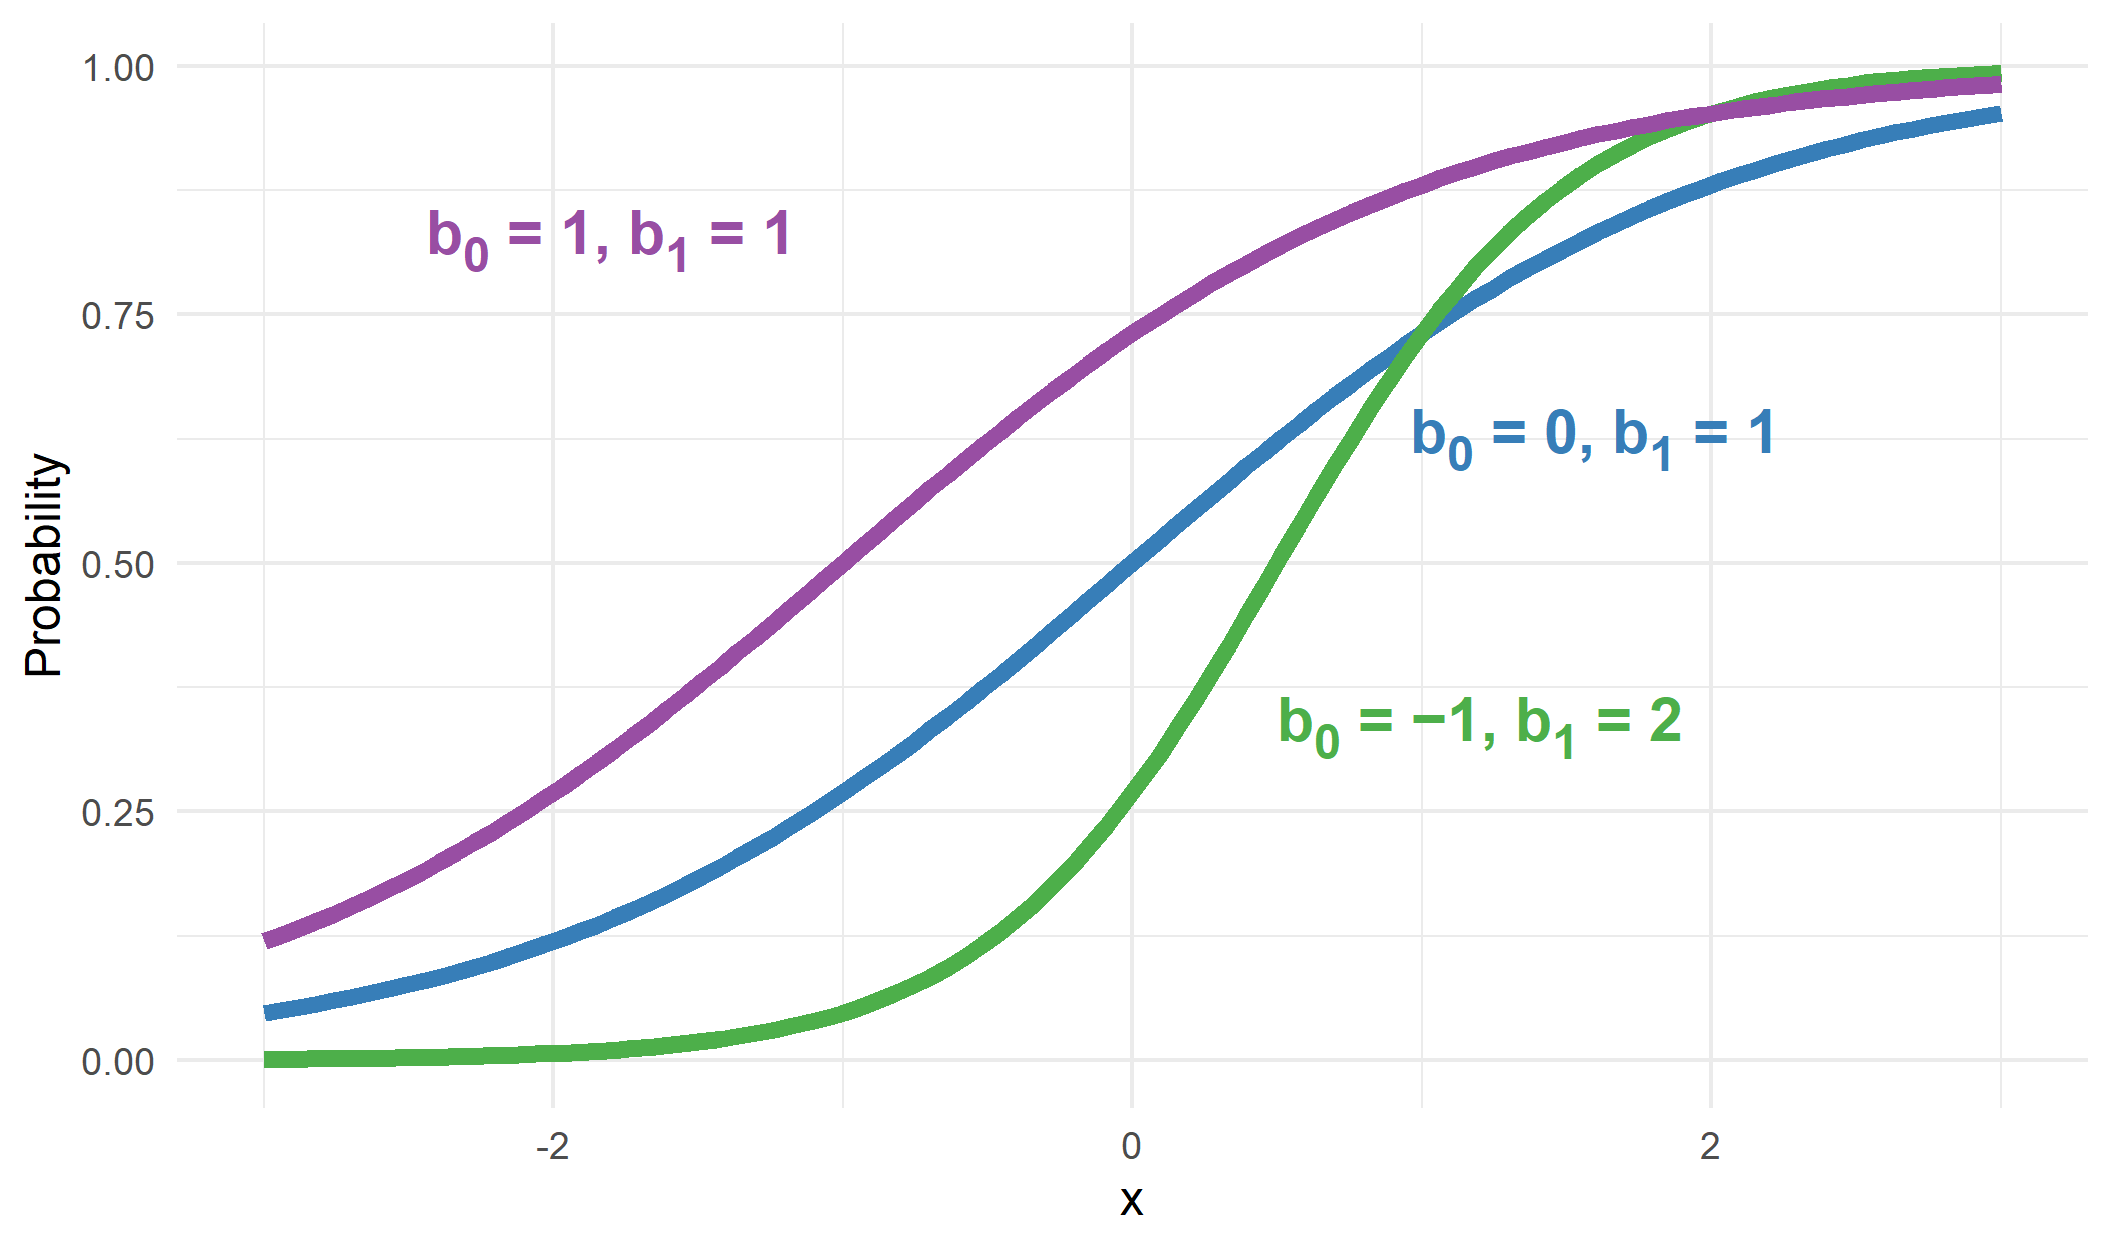 1.00
b₀ = 1, b₁ = 1
0.75
b₀ = 0, b₁ = 1
Probability
0.50
b₀ = −1, b₁ = 2
0.25
0.00
-2 0 2
x